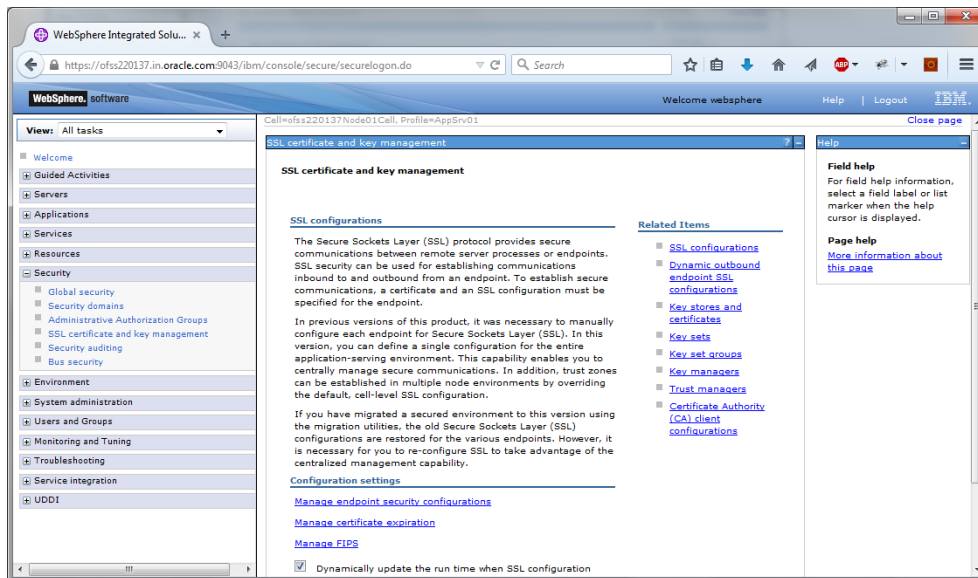 WebSphere Integrated Solu...
https://ofss220137.in.oracle.com:9043/ibm/console/secure/securelogon.do
Search
ABP
WebSphere. software
Welcome websphere
Help
Logout
IBM.
View: All tasks
Welcome
Guided Activities
Servers
Applications
Services
Resources
Security
Global security
Security domains
Administrative Authorization Groups
SSL certificate and key management
Security auditing
Bus security
Environment
System administration
Users and Groups
Monitoring and Tuning
Troubleshooting
Service integration
UDDI
Cell=ofss220137Node01Cell, Profile=AppSrv01
Close page
SSL certificate and key management
? –
SSL certificate and key management
SSL configurations
The Secure Sockets Layer (SSL) protocol provides secure
communications between remote server processes or endpoints.
SSL security can be used for establishing communications
inbound to and outbound from an endpoint. To establish secure
communications, a certificate and an SSL configuration must be
specified for the endpoint.
In previous versions of this product, it was necessary to manually
configure each endpoint for Secure Sockets Layer (SSL). In this
version, you can define a single configuration for the entire
application-serving environment. This capability enables you to
centrally manage secure communications. In addition, trust zones
can be established in multiple node environments by overriding
the default, cell-level SSL configuration.
If you have migrated a secured environment to this version using
the migration utilities, the old Secure Sockets Layer (SSL)
configurations are restored for the various endpoints. However, it
is necessary for you to re-configure SSL to take advantage of the
centralized management capability.
Configuration settings
Manage endpoint security configurations
Manage certificate expiration
Manage FIPS
Dynamically update the run time when SSL configuration
Related Items
SSL configurations
Dynamic outbound
endpoint SSL
configurations
Key stores and
certificates
Key sets
Key set groups
Key managers
Trust managers
Certificate Authority
(CA) client
configurations
Help
Field help
For field help information,
select a field label or list
marker when the help
cursor is displayed.
Page help
More information about
this page